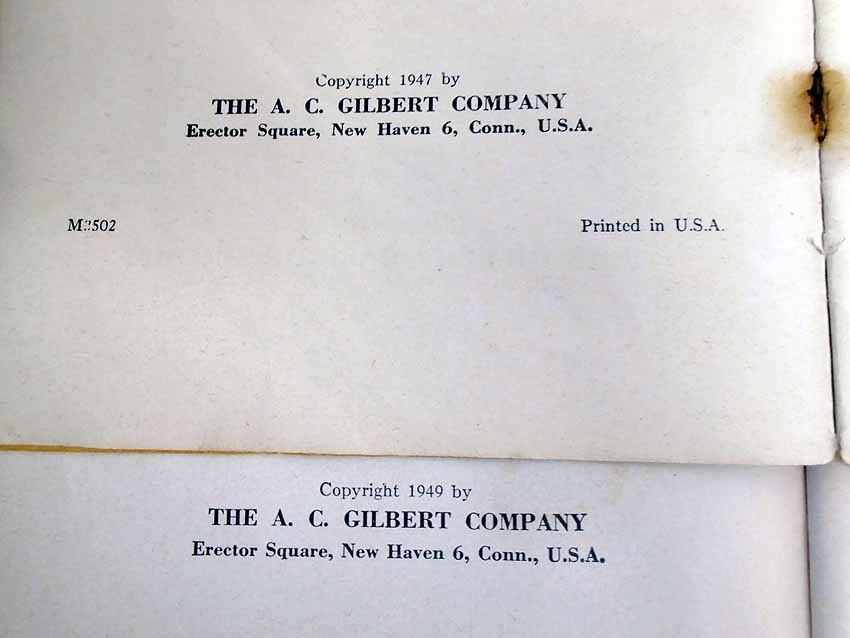 Copyright 1947 by
THE A. C. GILBERT COMPANY
Erector Square, New Haven 6, Conn., U.S.A.
M2502 Printed in U.S.A.
Copyright 1949 by
THE A. C. GILBERT COMPANY
Erector Square, New Haven 6, Conn., U.S.A.